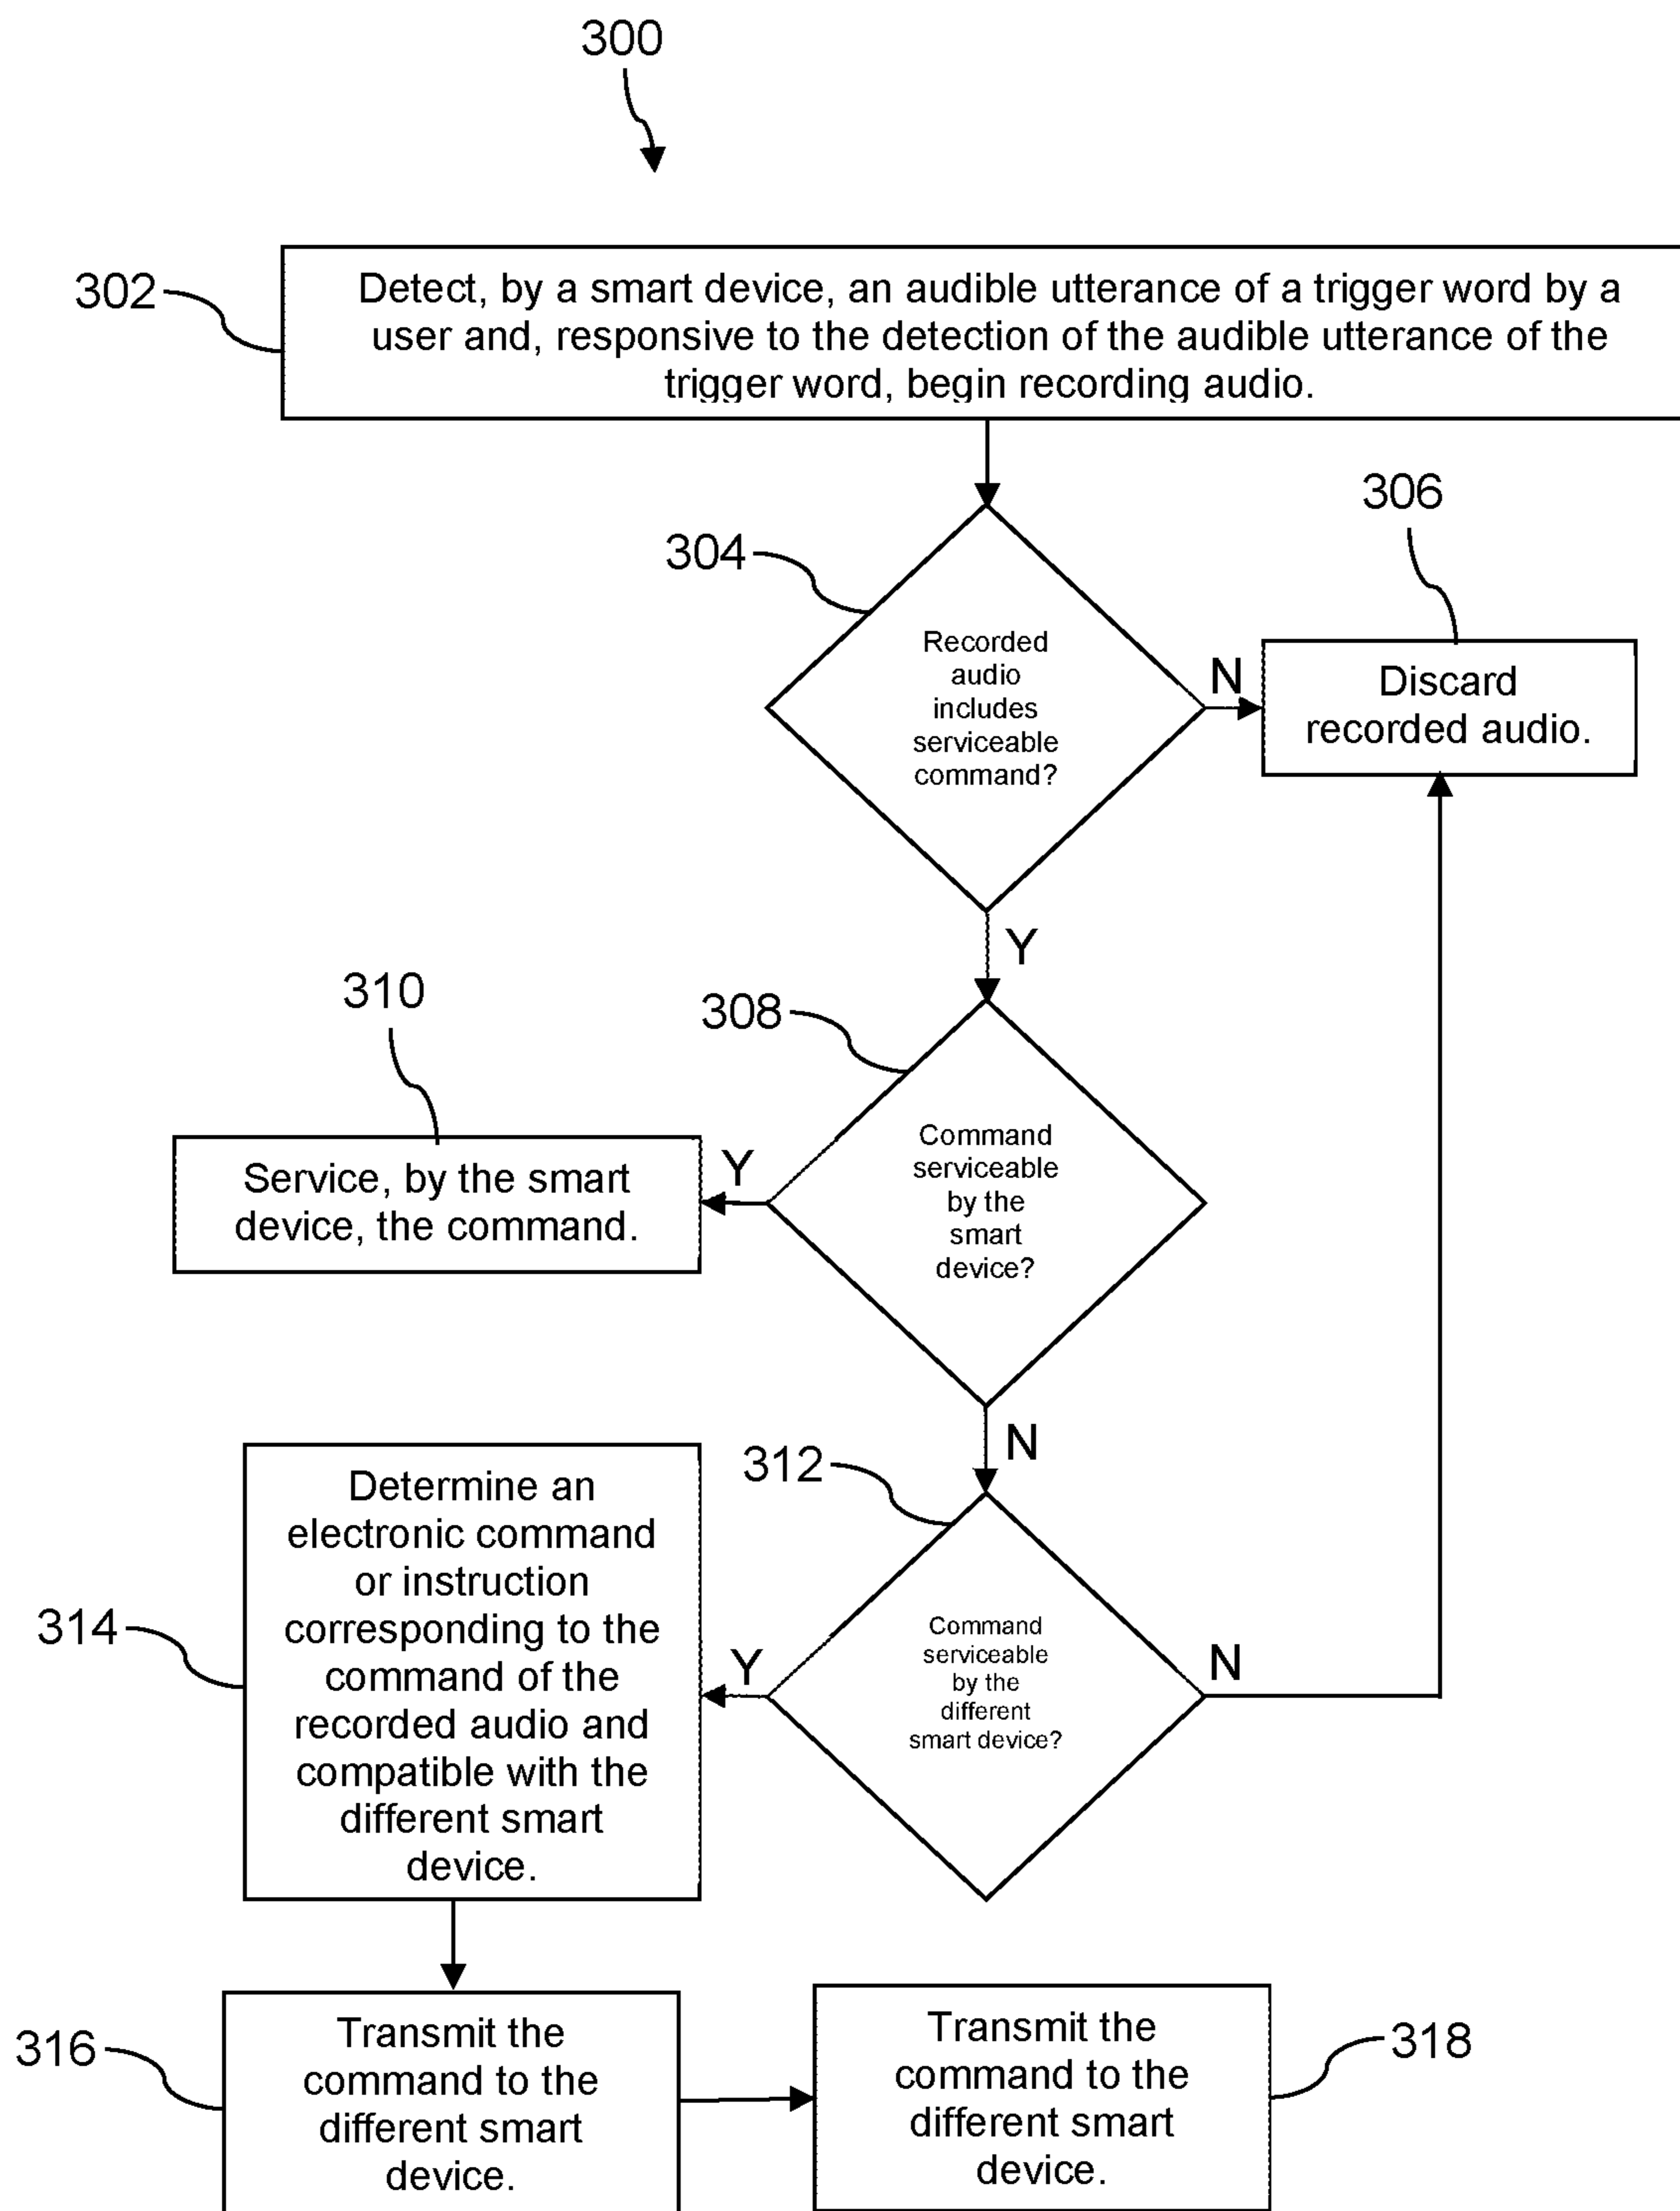 300
302
Detect, by a smart device, an audible utterance of a trigger word by a
user and, responsive to the detection of the audible utterance of the
trigger word, begin recording audio.
304
306
Recorded
audio
includes
serviceable
command?
N
Discard
recorded audio.
Y
310
308
Command
serviceable
by the
smart
device?
Y
Service, by the smart
device, the command.
N
312
314
Determine an
electronic command
or instruction
corresponding to the
command of the
recorded audio and
compatible with the
different smart
device.
Y
Command
serviceable
by the
different
smart device?
N
316
Transmit the
command to the
different smart
device.
Transmit the
command to the
different smart
device.
318